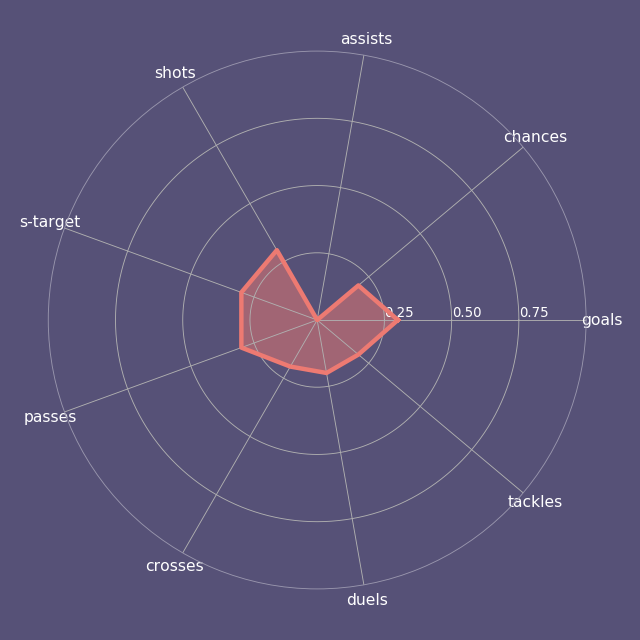 assists
shots
chances
s-target
0.25
0.50
0.75
goals
passes
tackles
crosses
duels